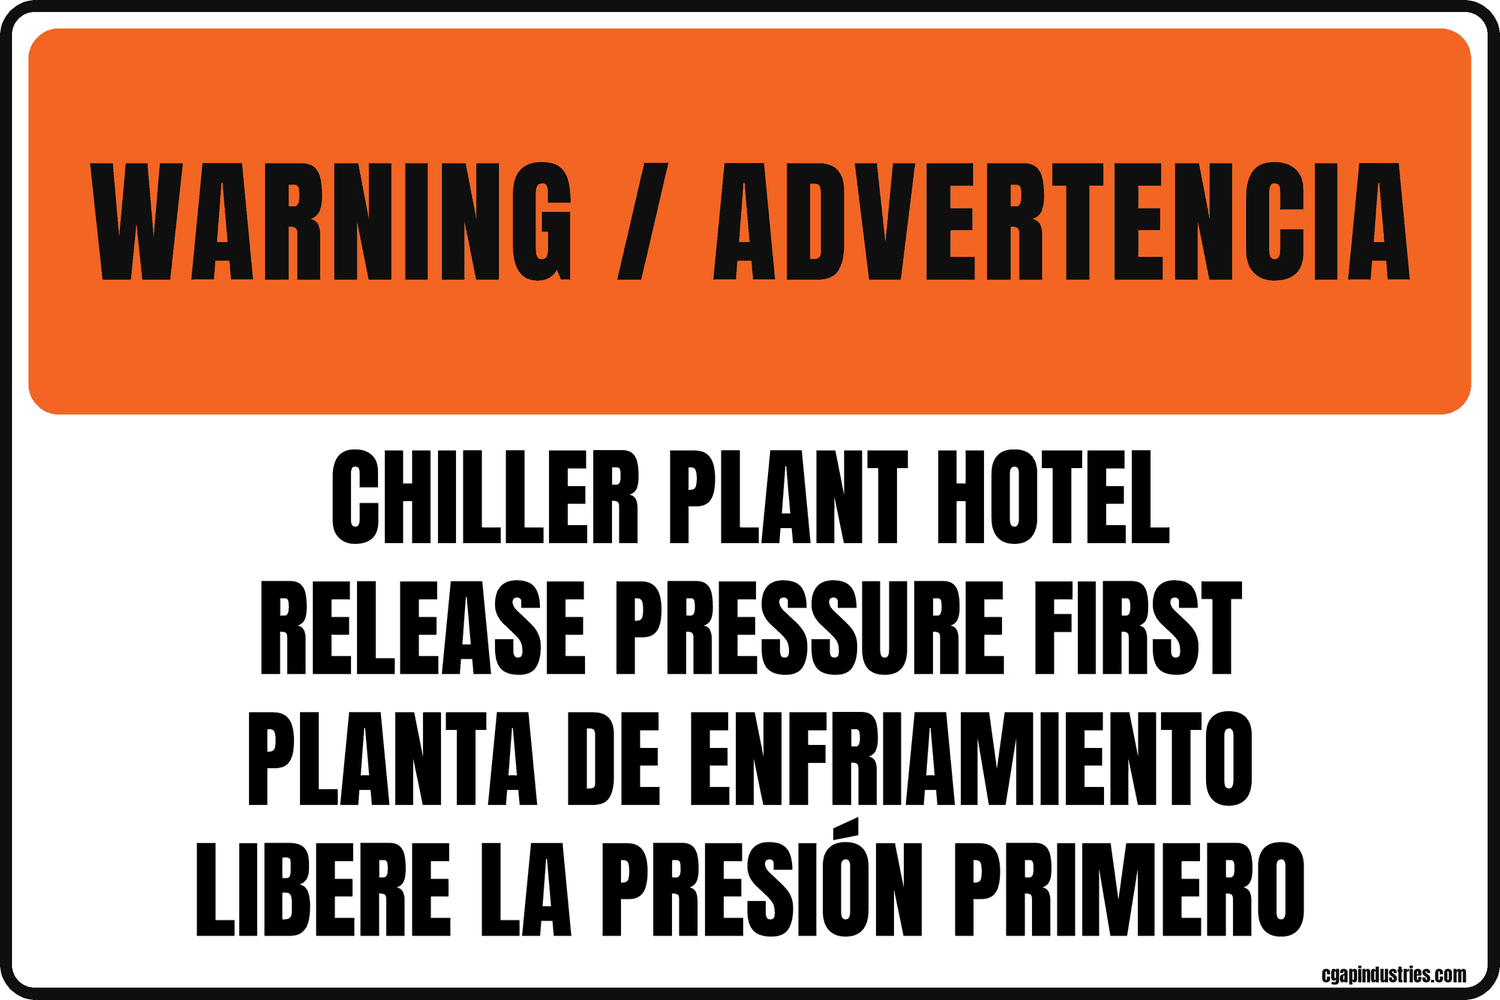 WARNING / ADVERTENCIA
CHILLER PLANT HOTEL
RELEASE PRESSURE FIRST
PLANTA DE ENFRIAMIENTO
LIBERE LA PRESIÓN PRIMERO
cgapindustries.com